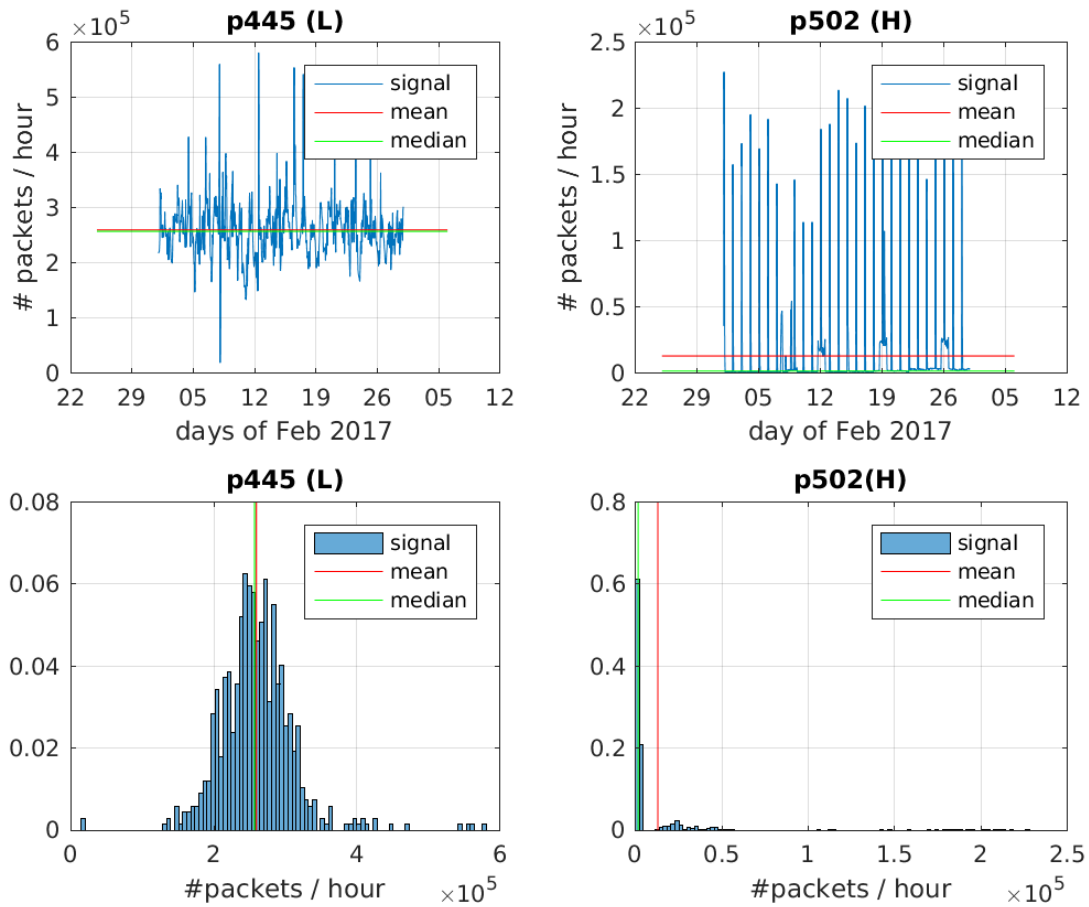 p445 (L)
×10^5
# packets / hour
6
5
4
3
2
1
0
signal
mean
median
22 29 05 12 19 26 05 12
days of Feb 2017
p502 (H)
×10^5
# packets / hour
2.5
2
1.5
1
0.5
0
signal
mean
median
22 29 05 12 19 26 05 12
day of Feb 2017
p445 (L)
0.08
0.06
0.04
0.02
0
signal
mean
median
0 2 4 6
#packets / hour ×10^5
p502(H)
0.8
0.6
0.4
0.2
0
signal
mean
median
0 0.5 1 1.5 2 2.5
#packets / hour ×10^5